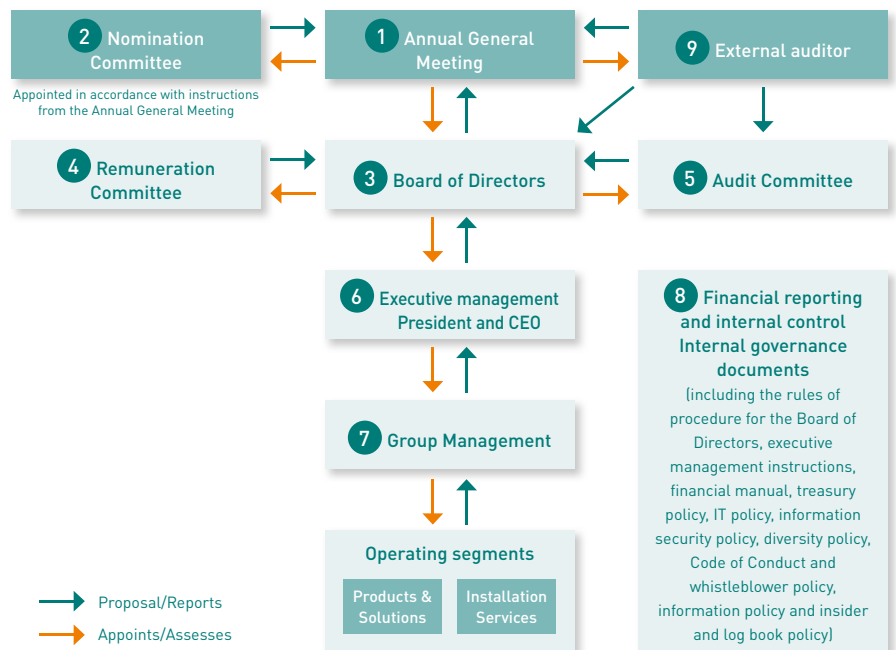 2 Nomination
Committee
Appointed in accordance with instructions
from the Annual General Meeting
1 Annual General
Meeting
9 External auditor
4 Remuneration
Committee
3 Board of Directors
5 Audit Committee
6 Executive management
President and CEO
7 Group Management
Operating segments
Products &
Solutions
Installation
Services
8 Financial reporting
and internal control
Internal governance
documents
(including the rules of
procedure for the Board of
Directors, executive
management instructions,
financial manual, treasury
policy, IT policy, information
security policy, diversity policy,
Code of Conduct and
whistleblower policy,
information policy and insider
and log book policy)
Proposal/Reports
Appoints/Assesses